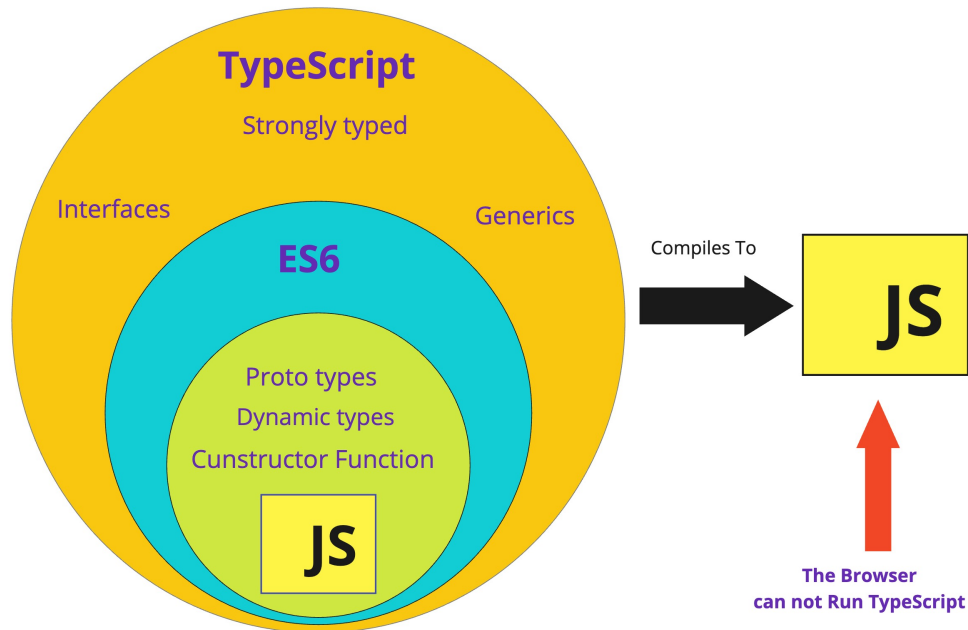 TypeScript
Strongly typed
Interfaces
Generics
ES6
Proto types
Dynamic types
Cunstructor Function
JS
Compiles To
JS
The Browser
can not Run TypeScript